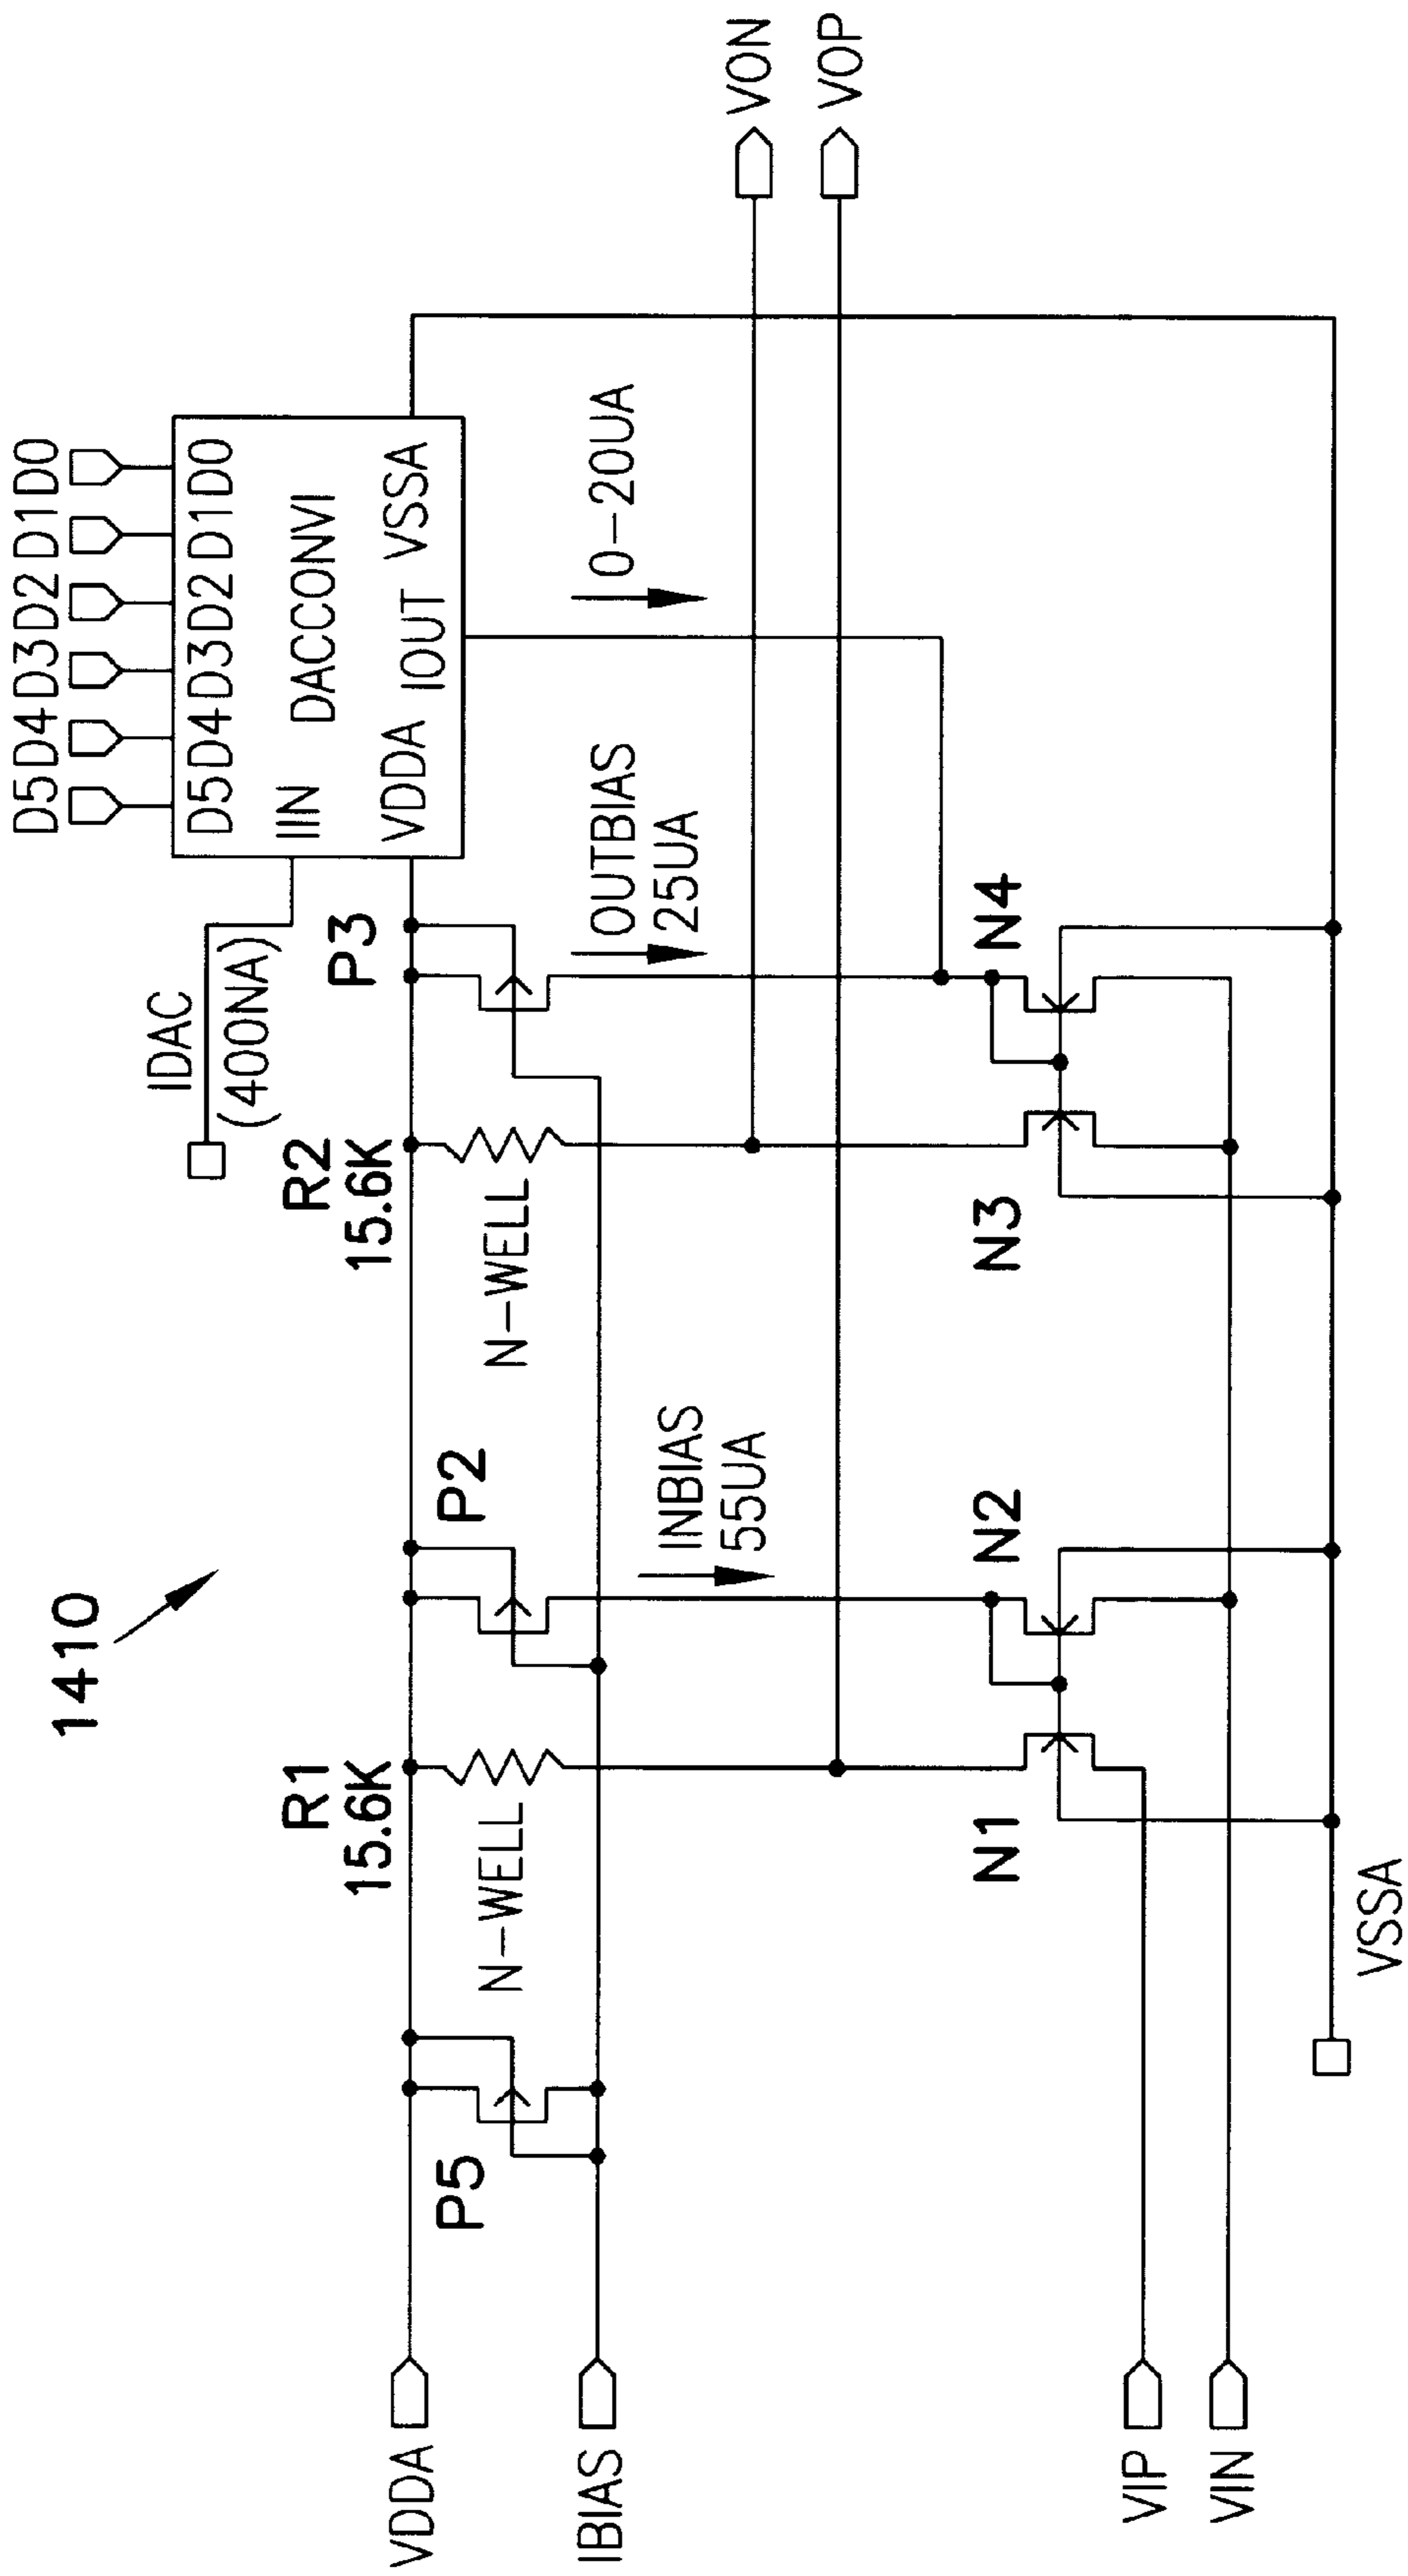 1410
IDAC
(400NA)
D5
D4
D3
D2
D1
D0
D5
D4
D3
D2
D1
D0
IIN
DACCONVI
VDDA
IOUT
VSSA
R1
15.6K
N-WELL
P2
R2
15.6K
N-WELL
P3
P5
INBIAS
55UA
OUTBIAS
25UA
0-20UA
VON
VOP
N1
N2
N3
N4
VDDA
IBIAS
VIP
VIN
VSSA